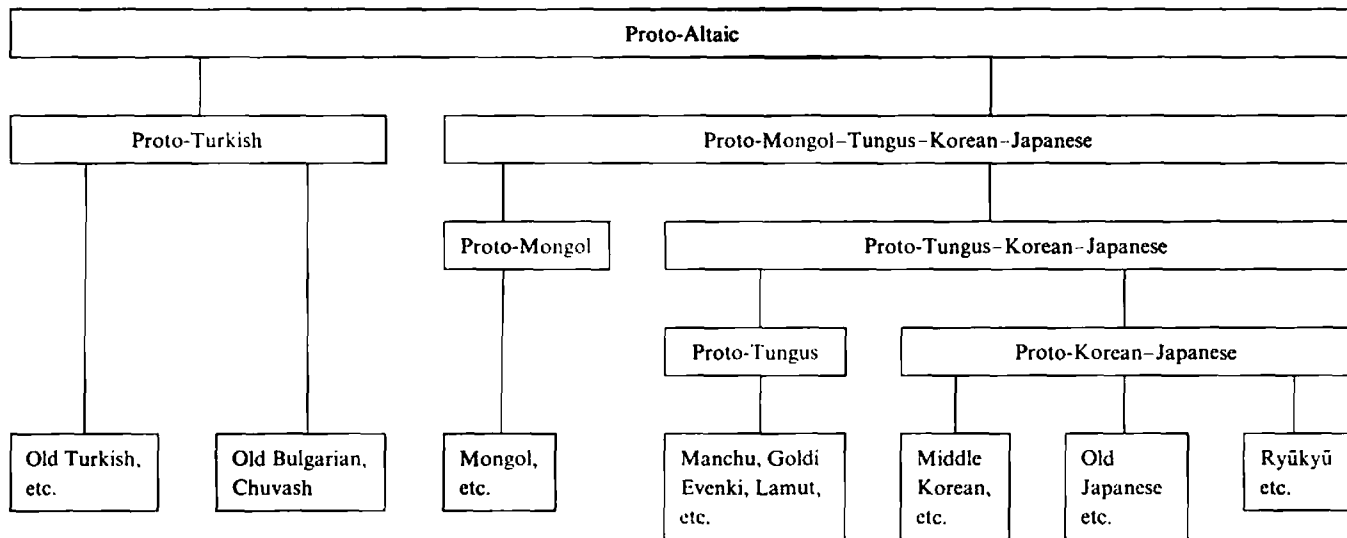 Proto-Altaic
Proto-Turkish
Proto-Mongol–Tungus–Korean–Japanese
Proto-Mongol
Proto-Tungus–Korean–Japanese
Proto-Tungus
Proto-Korean–Japanese
Old Turkish,
etc.
Old Bulgarian,
Chuvash
Mongol,
etc.
Manchu, Goldi
Evenki, Lamut,
etc.
Middle
Korean,
etc.
Old
Japanese
etc.
Ryūkyū
etc.